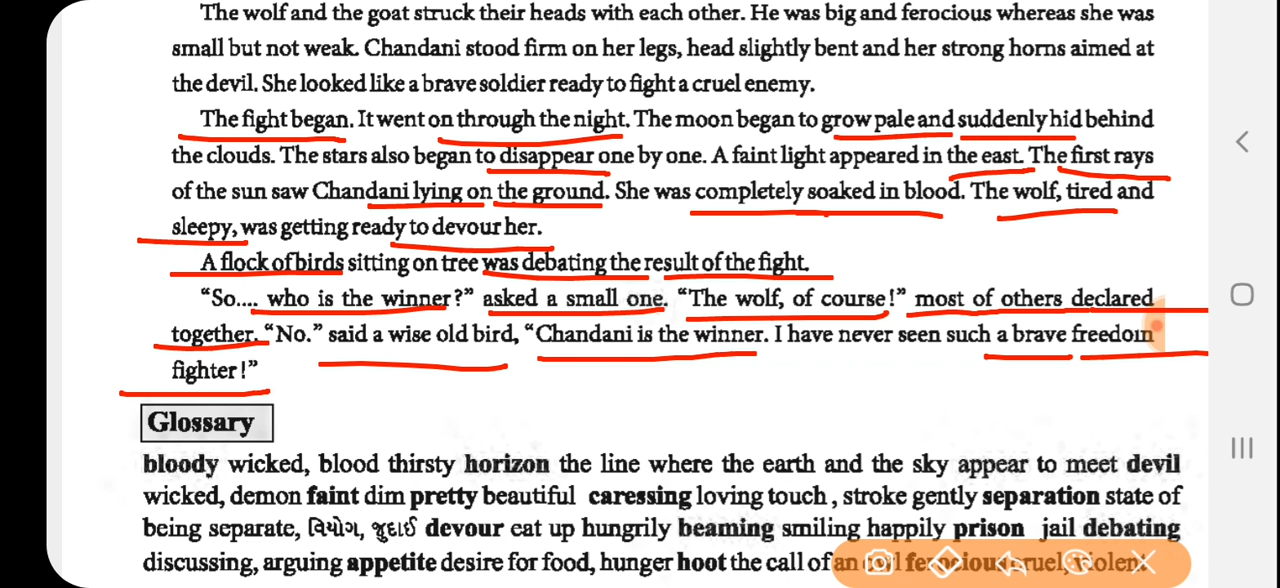 The wolf and the goat struck their heads with each other. He was big and ferocious whereas she was
small but not weak. Chandani stood firm on her legs, head slightly bent and her strong horns aimed at
the devil. She looked like a brave soldier ready to fight a cruel enemy.
The fight began. It went on through the night. The moon began to grow pale and suddenly hid behind
the clouds. The stars also began to disappear one by one. A faint light appeared in the east. The first rays
of the sun saw Chandani lying on the ground. She was completely soaked in blood. The wolf, tired and
sleepy, was getting ready to devour her.
A flock of birds sitting on tree was debating the result of the fight.
“So.... who is the winner?” asked a small one. “The wolf, of course!” most of others declared
together. “No.” said a wise old bird, “Chandani is the winner. I have never seen such a brave freedom
fighter!”
Glossary
bloody wicked, blood thirsty horizon the line where the earth and the sky appear to meet devil
wicked, demon faint dim pretty beautiful caressing loving touch, stroke gently separation state of
being separate, વિયોગ, જુદાઈ devour eat up hungrily beaming smiling happily prison jail debating
discussing, arguing appetite desire for food, hunger hoot the call of an ferocious cruel, violent